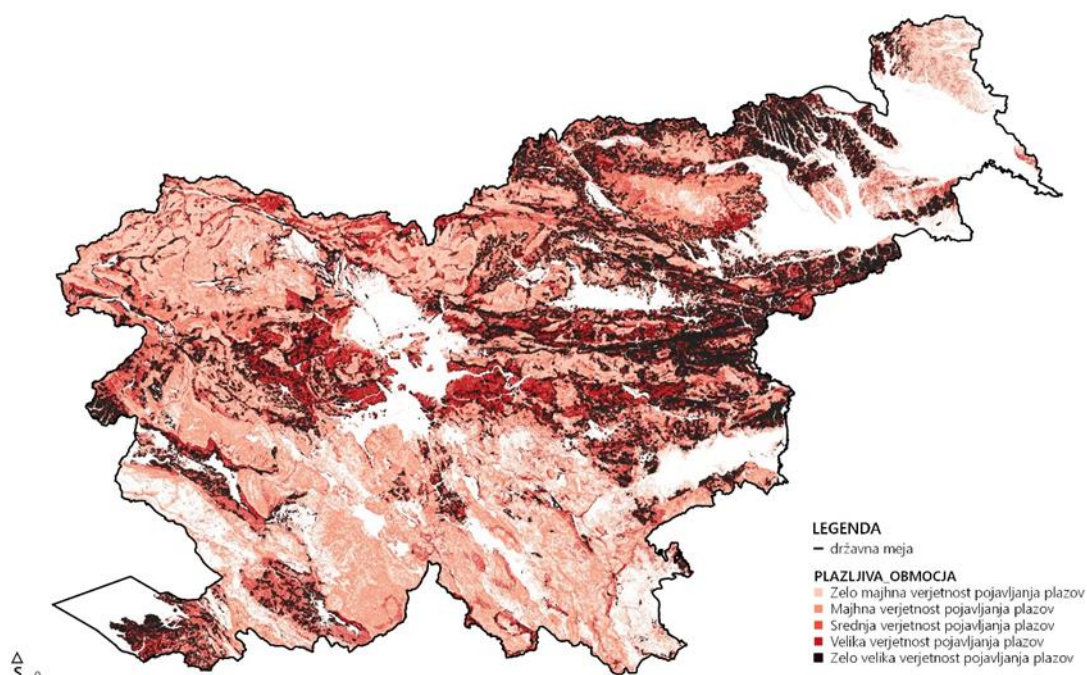 LEGENDA
državna meja
PLAZLJIVA_OBMOCJA
Zelo majhna verjetnost pojavljanja plazov
Majhna verjetnost pojavljanja plazov
Srednja verjetnost pojavljanja plazov
Velika verjetnost pojavljanja plazov
Zelo velika verjetnost pojavljanja plazov
S 0